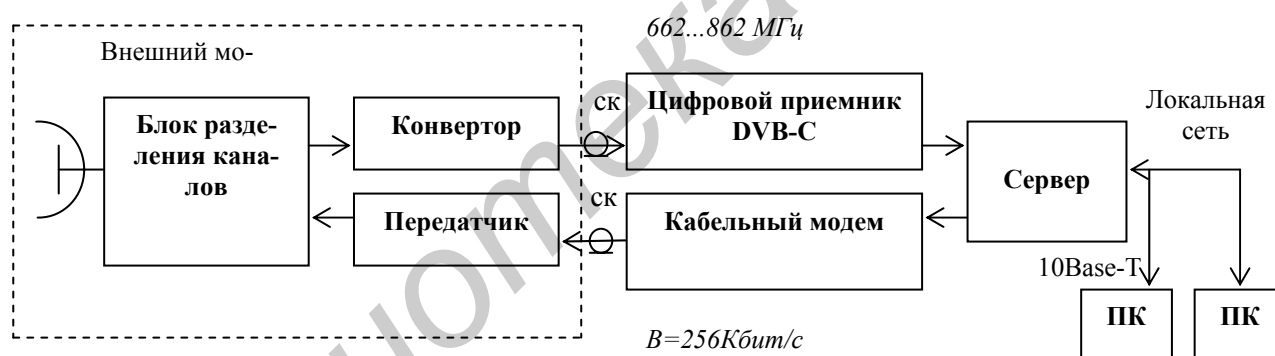 662...862 МГц
Внешний мо-
Блок разде-
ления кана-
лов
Конвертор
ск
Цифровой приемник
DVB-C
Локальная
сеть
Сервер
Передатчик
ск
Кабельный модем
10Base-T
ПК
ПК
B=256Кбит/с